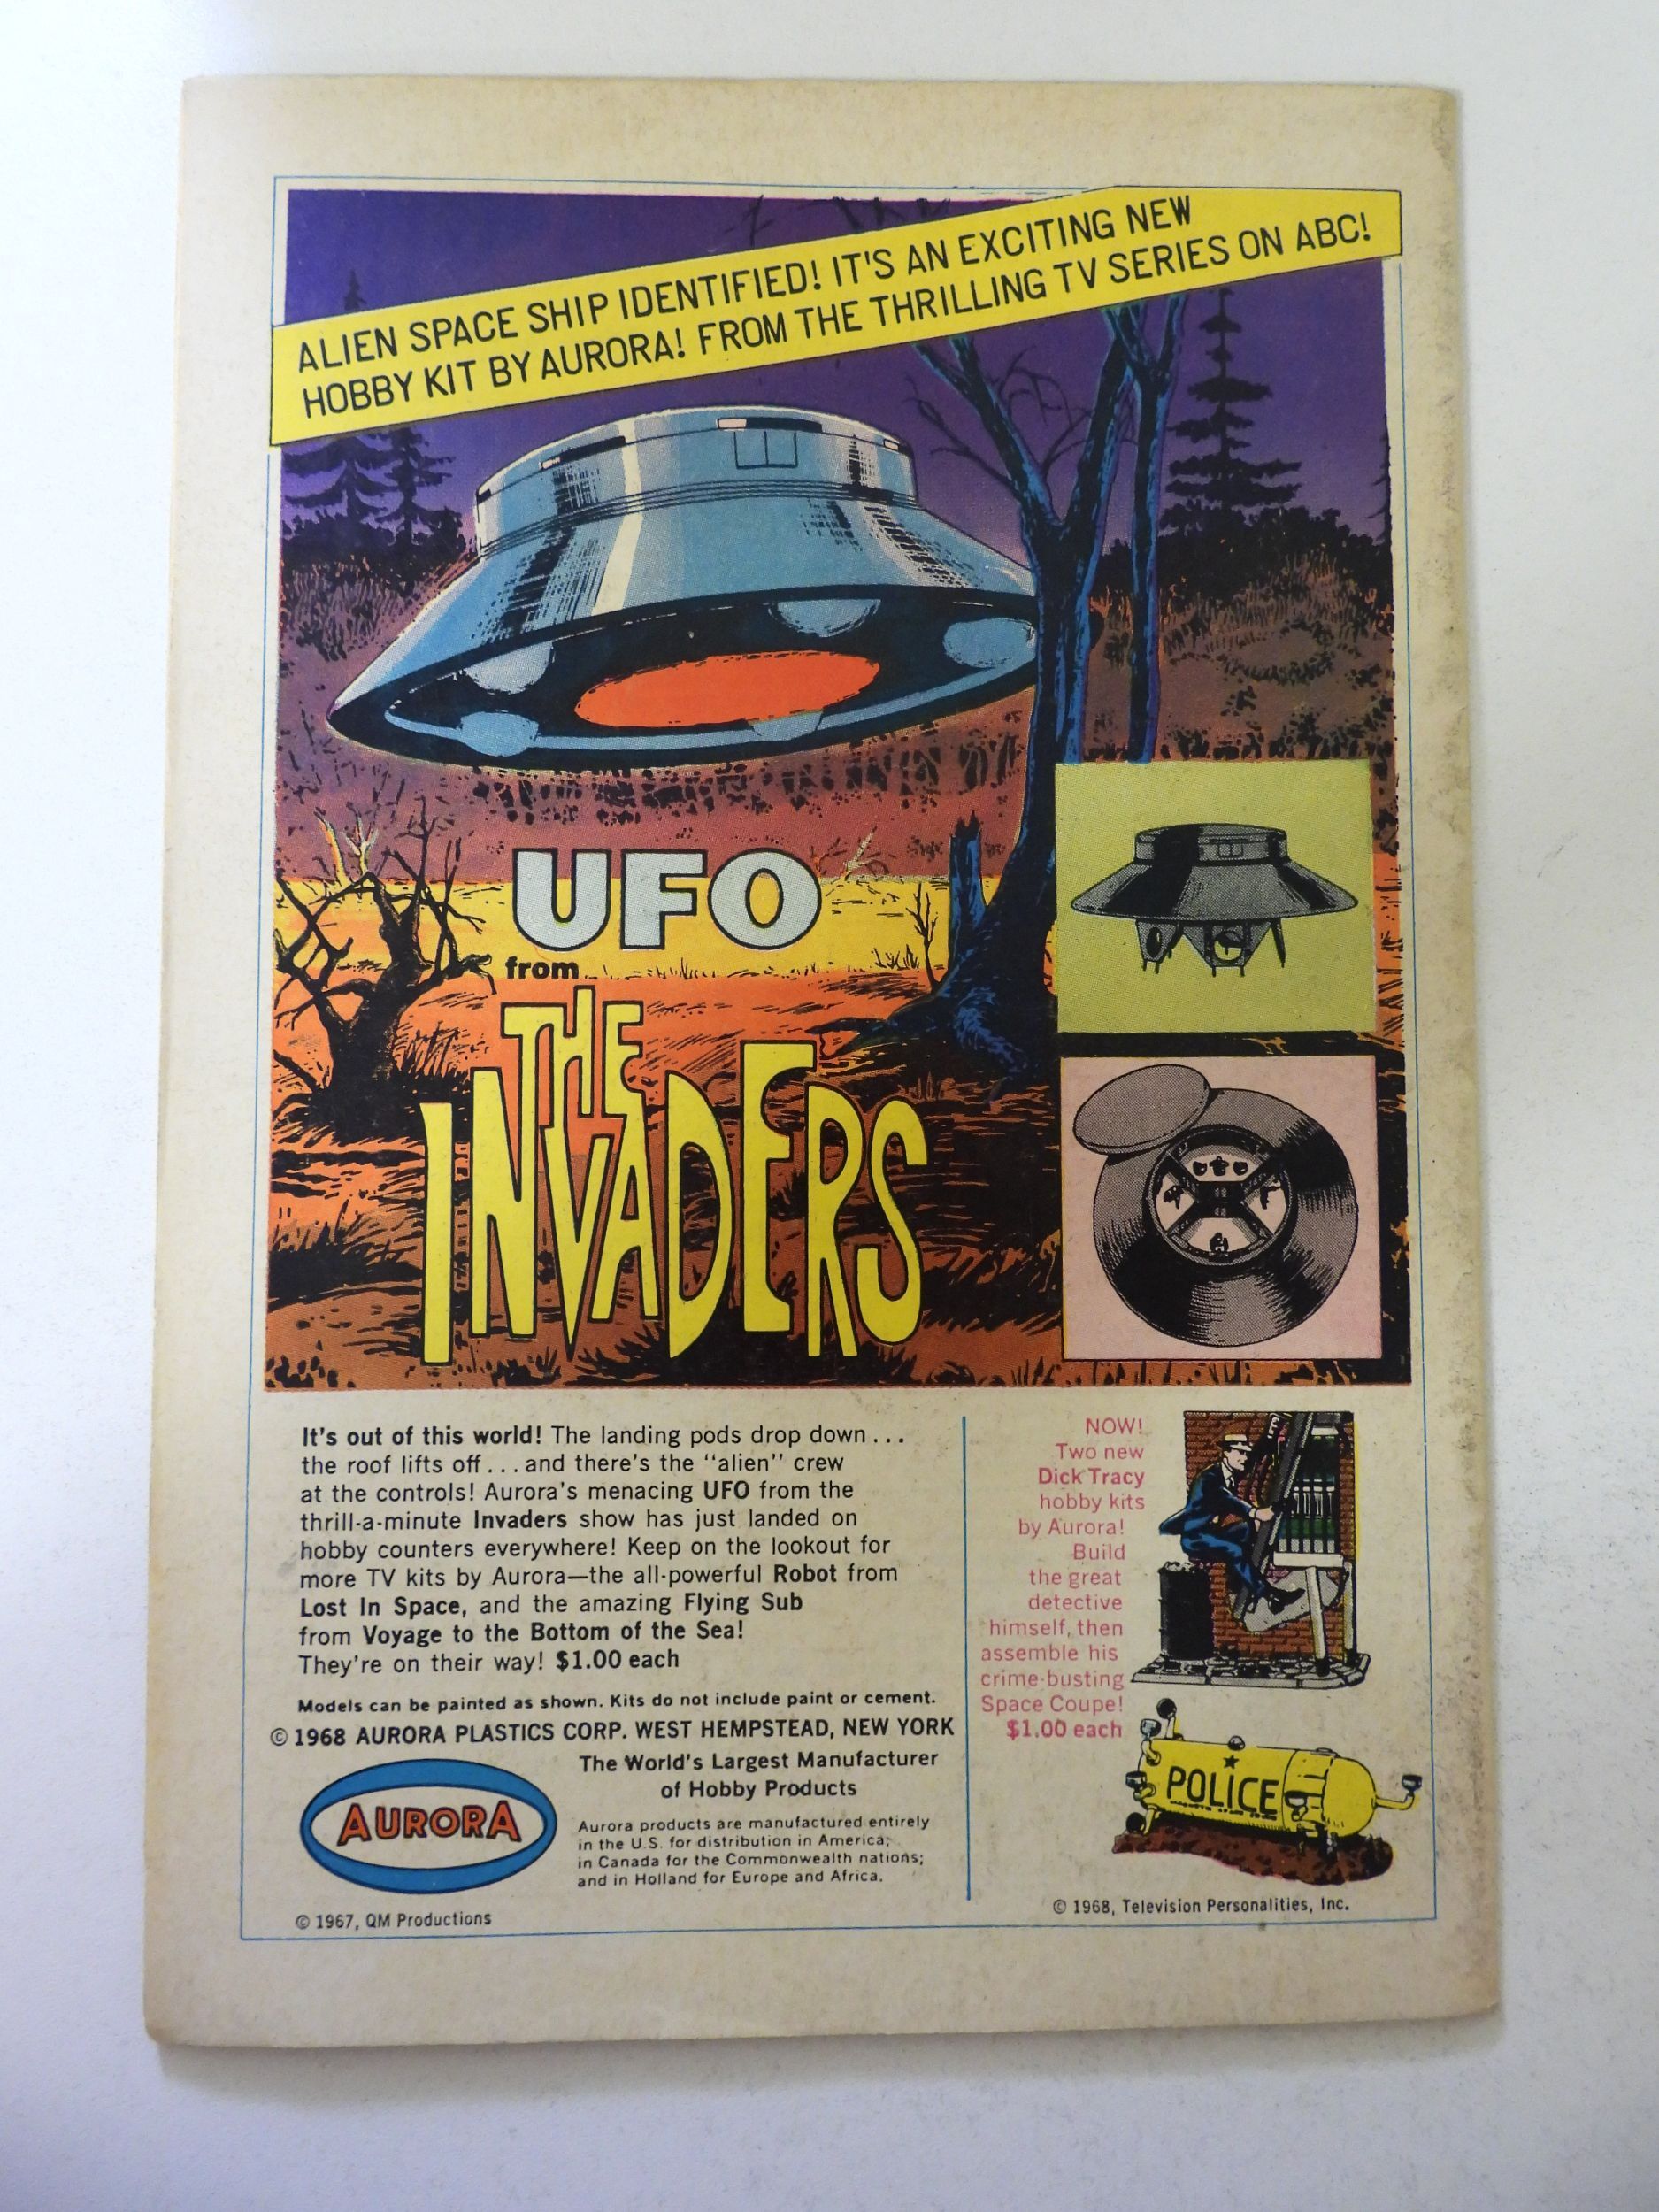 ALIEN SPACE SHIP IDENTIFIED! IT'S AN EXCITING NEW
HOBBY KIT BY AURORA! FROM THE THRILLING TV SERIES ON ABC!
UFO
from
THE
INVADERS
It's out of this world! The landing pods drop down...
the roof lifts off...and there's the "alien" crew
at the controls! Aurora's menacing UFO from the
thrill-a-minute Invaders show has just landed on
hobby counters everywhere! Keep on the lookout for
more TV kits by Aurora—the all-powerful Robot from
Lost In Space, and the amazing Flying Sub
from Voyage to the Bottom of the Sea!
They're on their way! $1.00 each
Models can be painted as shown. Kits do not include paint or cement.
© 1968 AURORA PLASTICS CORP. WEST HEMPSTEAD, NEW YORK
AURORA
The World's Largest Manufacturer
of Hobby Products
Aurora products are manufactured entirely
in the U.S. for distribution in America;
in Canada for the Commonwealth nations;
and in Holland for Europe and Africa.
© 1967, QM Productions
NOW!
Two new
Dick Tracy
hobby kits
by Aurora!
Build
the great
detective
himself, then
assemble his
crime-busting
Space Coupe!
$1.00 each
POLICE
© 1968, Television Personalities, Inc.